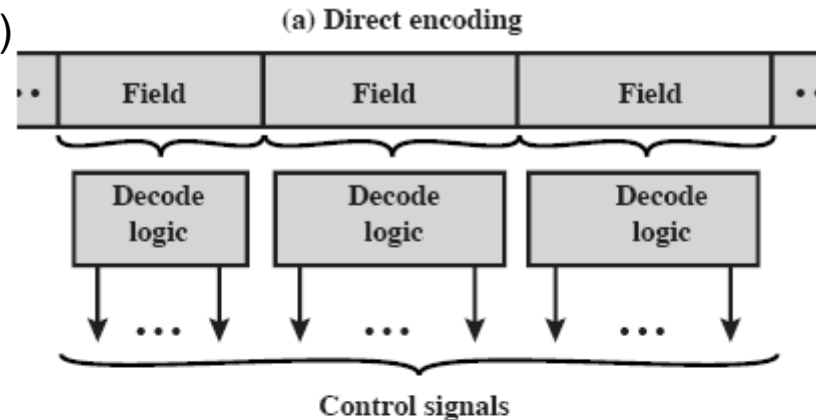 )
(a) Direct encoding
•• Field Field Field ••
Decode logic
Decode logic
Decode logic
••• ••• •••
Control signals